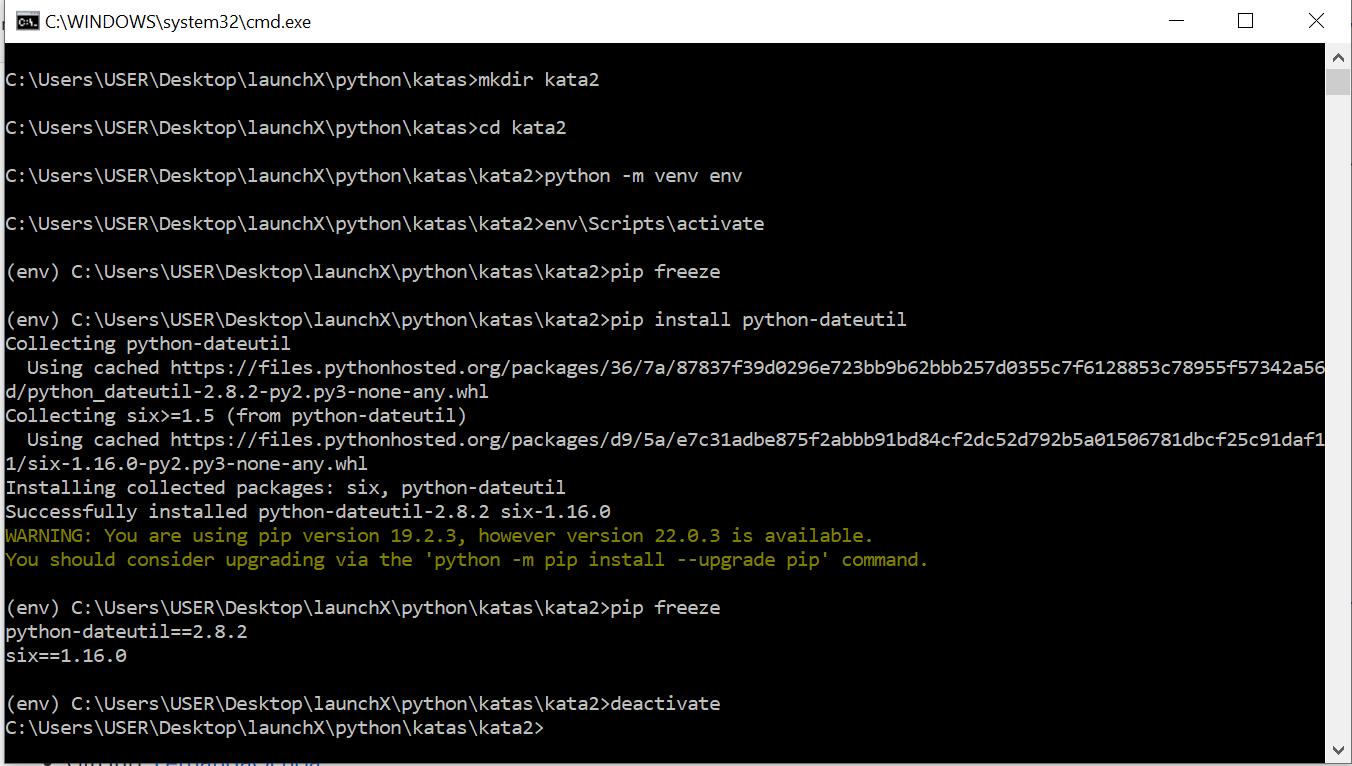 C:\WINDOWS\system32\cmd.exe
C:\Users\USER\Desktop\launchX\python\katas>mkdir kata2
C:\Users\USER\Desktop\launchX\python\katas>cd kata2
C:\Users\USER\Desktop\launchX\python\katas\kata2>python -m venv env
C:\Users\USER\Desktop\launchX\python\katas\kata2>env\Scripts\activate
(env) C:\Users\USER\Desktop\launchX\python\katas\kata2>pip freeze
(env) C:\Users\USER\Desktop\launchX\python\katas\kata2>pip install python-dateutil
Collecting python-dateutil
  Using cached https://files.pythonhosted.org/packages/36/7a/87837f39d0296e723bb9b62bbb257d0355c7f6128853c78955f57342a56
d/python_dateutil-2.8.2-py2.py3-none-any.whl
Collecting six>=1.5 (from python-dateutil)
  Using cached https://files.pythonhosted.org/packages/d9/5a/e7c31adbe875f2abbb91bd84cf2dc52d792b5a01506781dbcf25c91daf1
1/six-1.16.0-py2.py3-none-any.whl
Installing collected packages: six, python-dateutil
Successfully installed python-dateutil-2.8.2 six-1.16.0
WARNING: You are using pip version 19.2.3, however version 22.0.3 is available.
You should consider upgrading via the 'python -m pip install --upgrade pip' command.
(env) C:\Users\USER\Desktop\launchX\python\katas\kata2>pip freeze
python-dateutil==2.8.2
six==1.16.0
(env) C:\Users\USER\Desktop\launchX\python\katas\kata2>deactivate
C:\Users\USER\Desktop\launchX\python\katas\kata2>